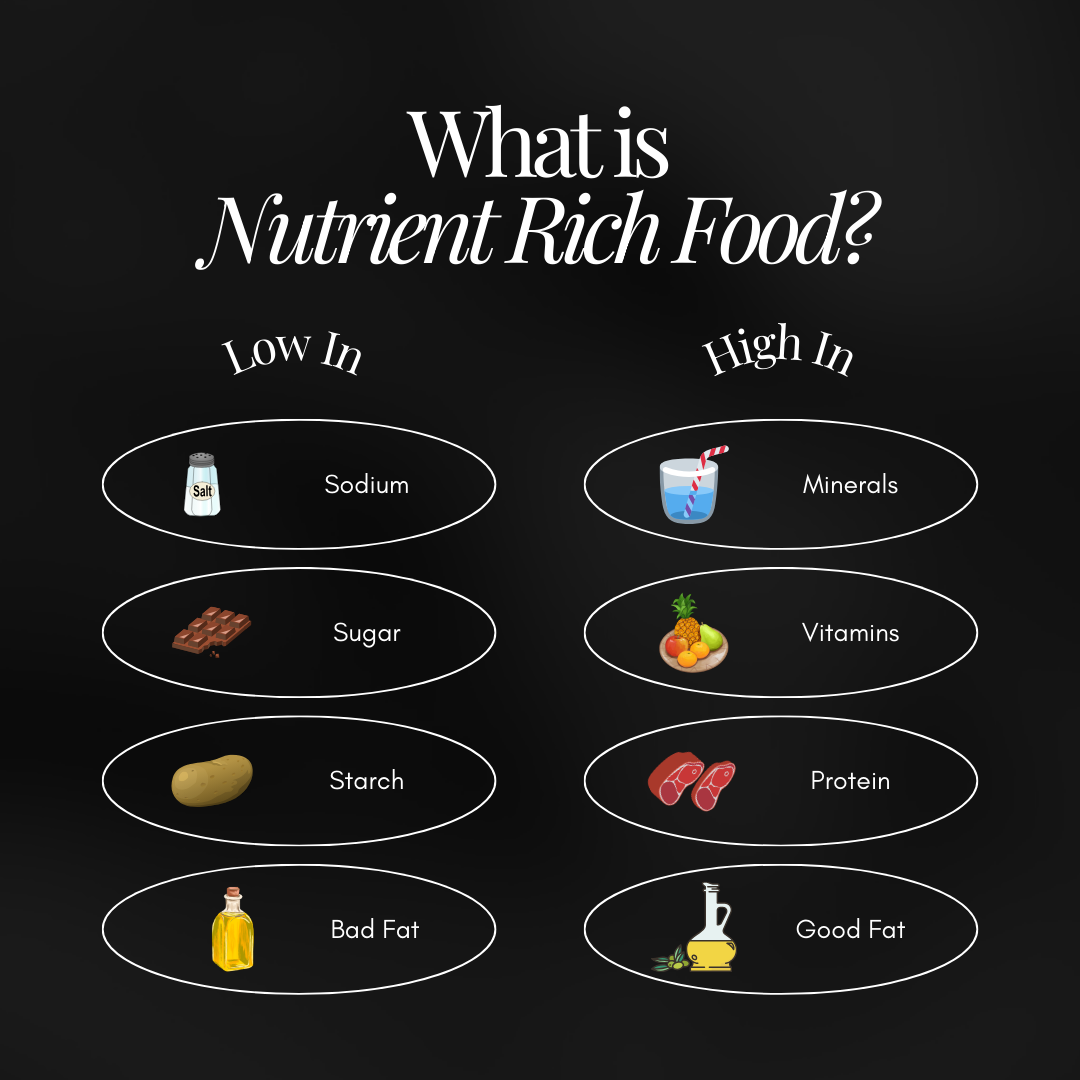 What is
Nutrient Rich Food?
Low In
High In
Salt
Sodium
Minerals
Sugar
Vitamins
Starch
Protein
Bad Fat
Good Fat